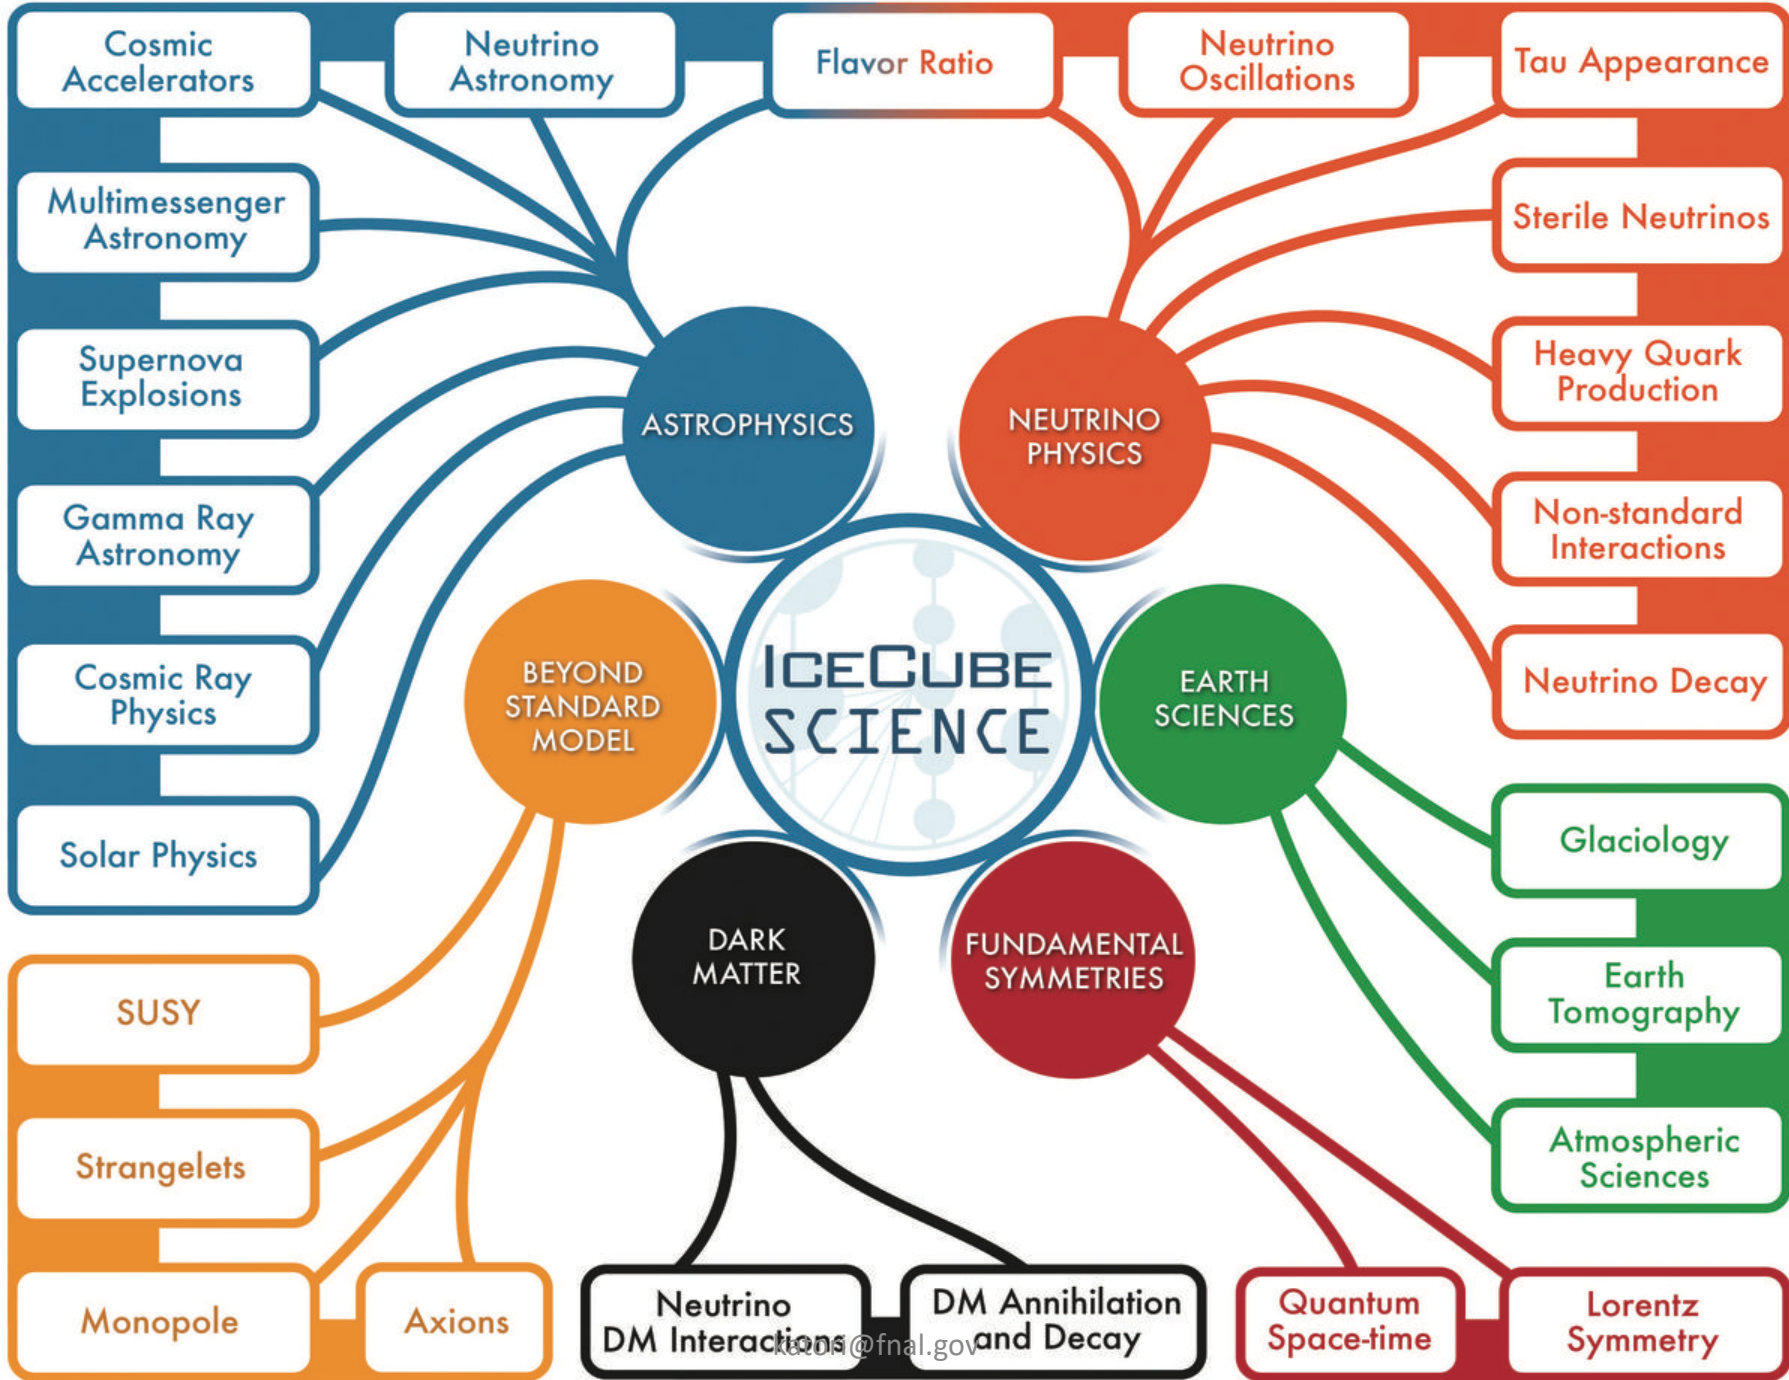 Cosmic
Accelerators
Neutrino
Astronomy
Flavor Ratio
Neutrino
Oscillations
Tau Appearance
Multimessenger
Astronomy
Sterile Neutrinos
Supernova
Explosions
Heavy Quark
Production
ASTROPHYSICS
NEUTRINO
PHYSICS
Gamma Ray
Astronomy
Non-standard
Interactions
Cosmic Ray
Physics
BEYOND
STANDARD
MODEL
ICECUBE
SCIENCE
EARTH
SCIENCES
Neutrino Decay
Solar Physics
Glaciology
DARK
MATTER
FUNDAMENTAL
SYMMETRIES
SUSY
Earth
Tomography
Strangelets
Atmospheric
Sciences
Monopole
Axions
Neutrino
DM Interactions
DM Annihilation
and Decay
Quantum
Space-time
Lorentz
Symmetry
katori@fnal.gov